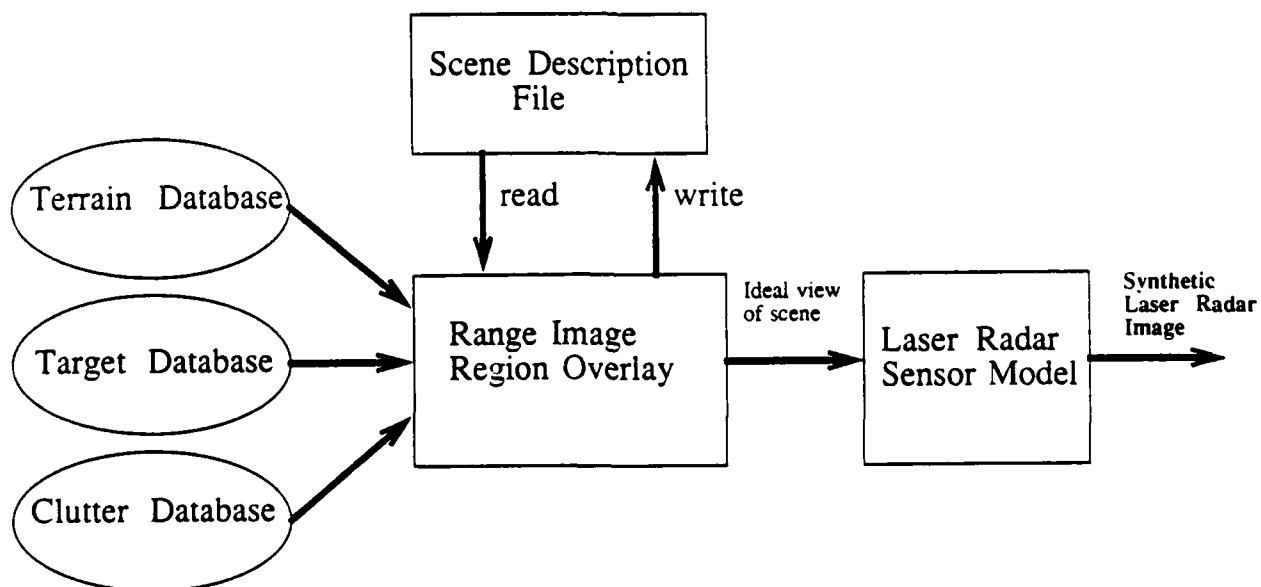 Scene Description
File
read
write
Terrain Database
Target Database
Clutter Database
Range Image
Region Overlay
Ideal view
of scene
Laser Radar
Sensor Model
Synthetic
Laser Radar
Image